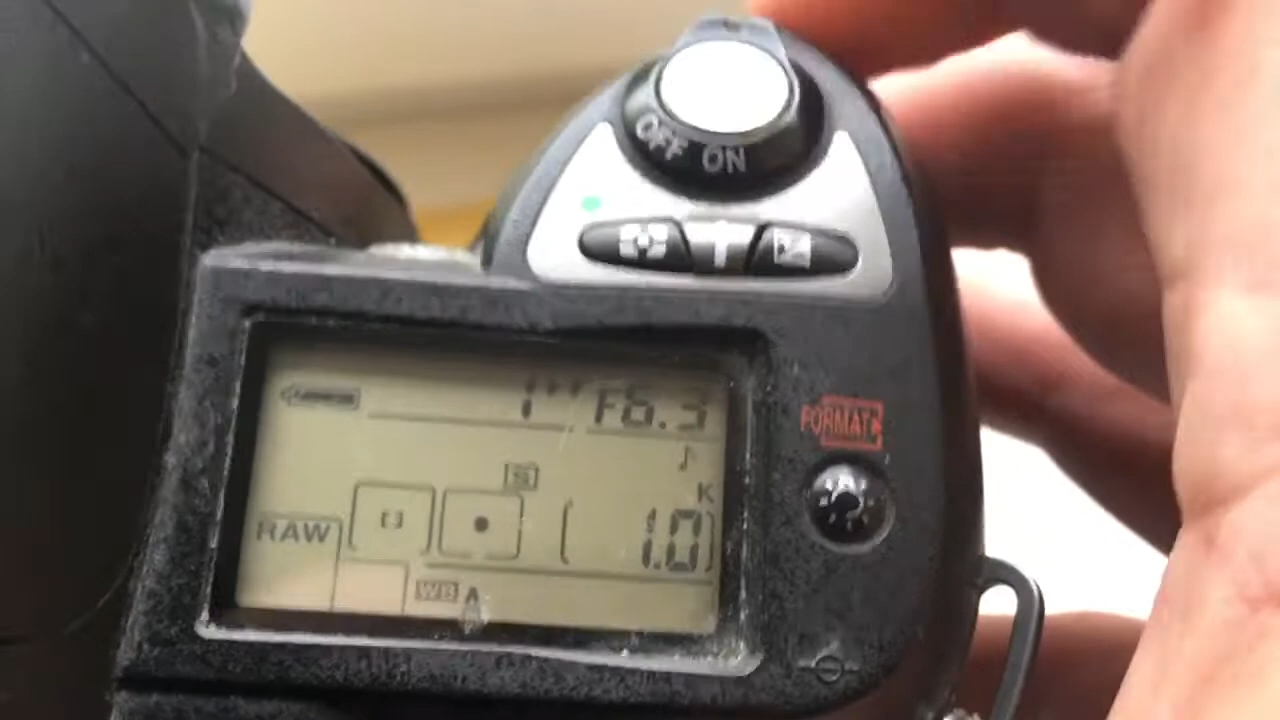 OFF ON
1" F6.3
FORMAT
S
K
RAW
[1.0]
WB A